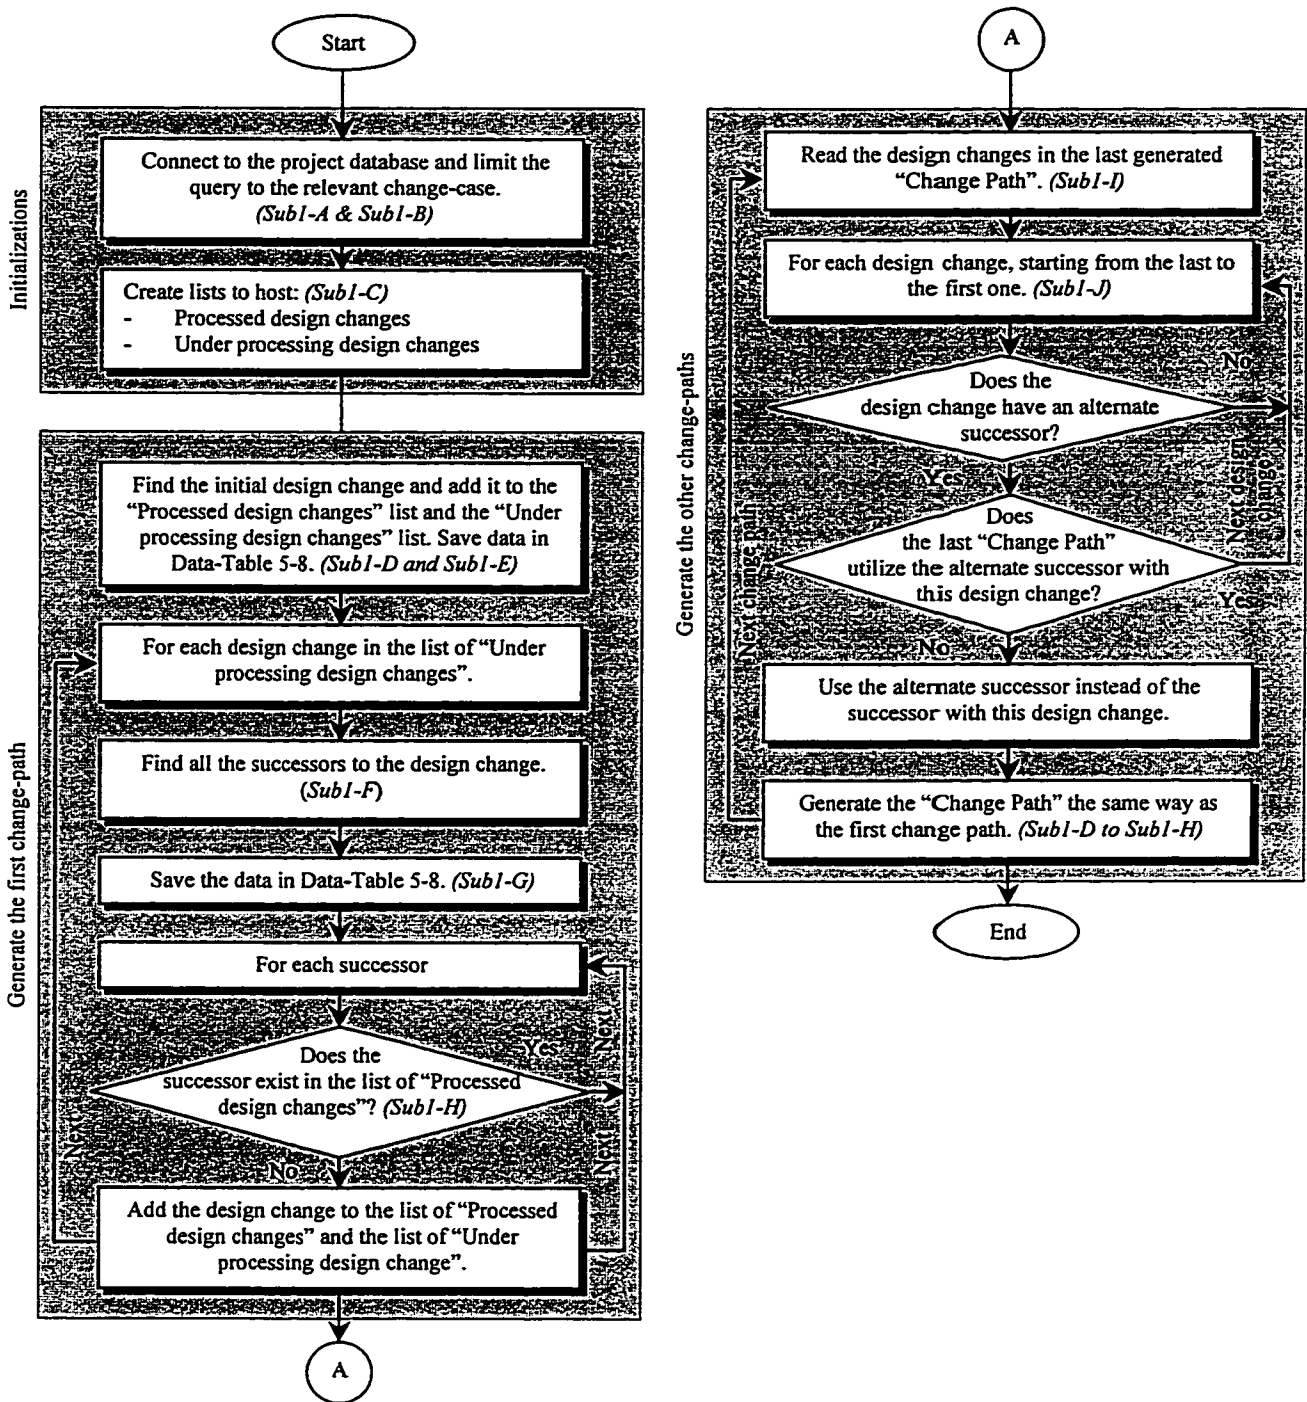 Start
Initializations
Connect to the project database and limit the
query to the relevant change-case.
(Sub1-A & Sub1-B)
Create lists to host: (Sub1-C)
- Processed design changes
- Under processing design changes
Generate the first change-path
Find the initial design change and add it to the
“Processed design changes” list and the “Under
processing design changes” list. Save data in
Data-Table 5-8. (Sub1-D and Sub1-E)
For each design change in the list of “Under
processing design changes”.
Find all the successors to the design change.
(Sub1-F)
Save the data in Data-Table 5-8. (Sub1-G)
For each successor
Does the
successor exist in the list of “Processed
design changes”? (Sub1-H)
Yes
Next
No
Next
Next
Add the design change to the list of “Processed
design changes” and the list of “Under
processing design change”.
A
A
Generate the other change-paths
Read the design changes in the last generated
“Change Path”. (Sub1-I)
For each design change, starting from the last to
the first one. (Sub1-J)
Does the
design change have an alternate
successor?
No
Yes
Next design
change
Next change path
Does
the last “Change Path”
utilize the alternate successor with
this design change?
Yes
No
Use the alternate successor instead of the
successor with this design change.
Generate the “Change Path” the same way as
the first change path. (Sub1-D to Sub1-H)
End